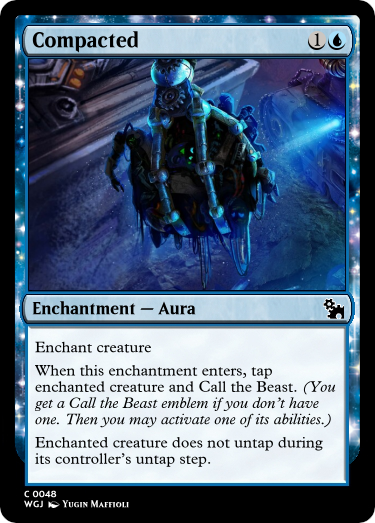 Compacted 1
Enchantment — Aura
Enchant creature
When this enchantment enters, tap
enchanted creature and Call the Beast. (You
get a Call the Beast emblem if you don't have
one. Then you may activate one of its abilities.)
Enchanted creature does not untap during
its controller's untap step.
C 0048
WGJ Yugin Maffioli